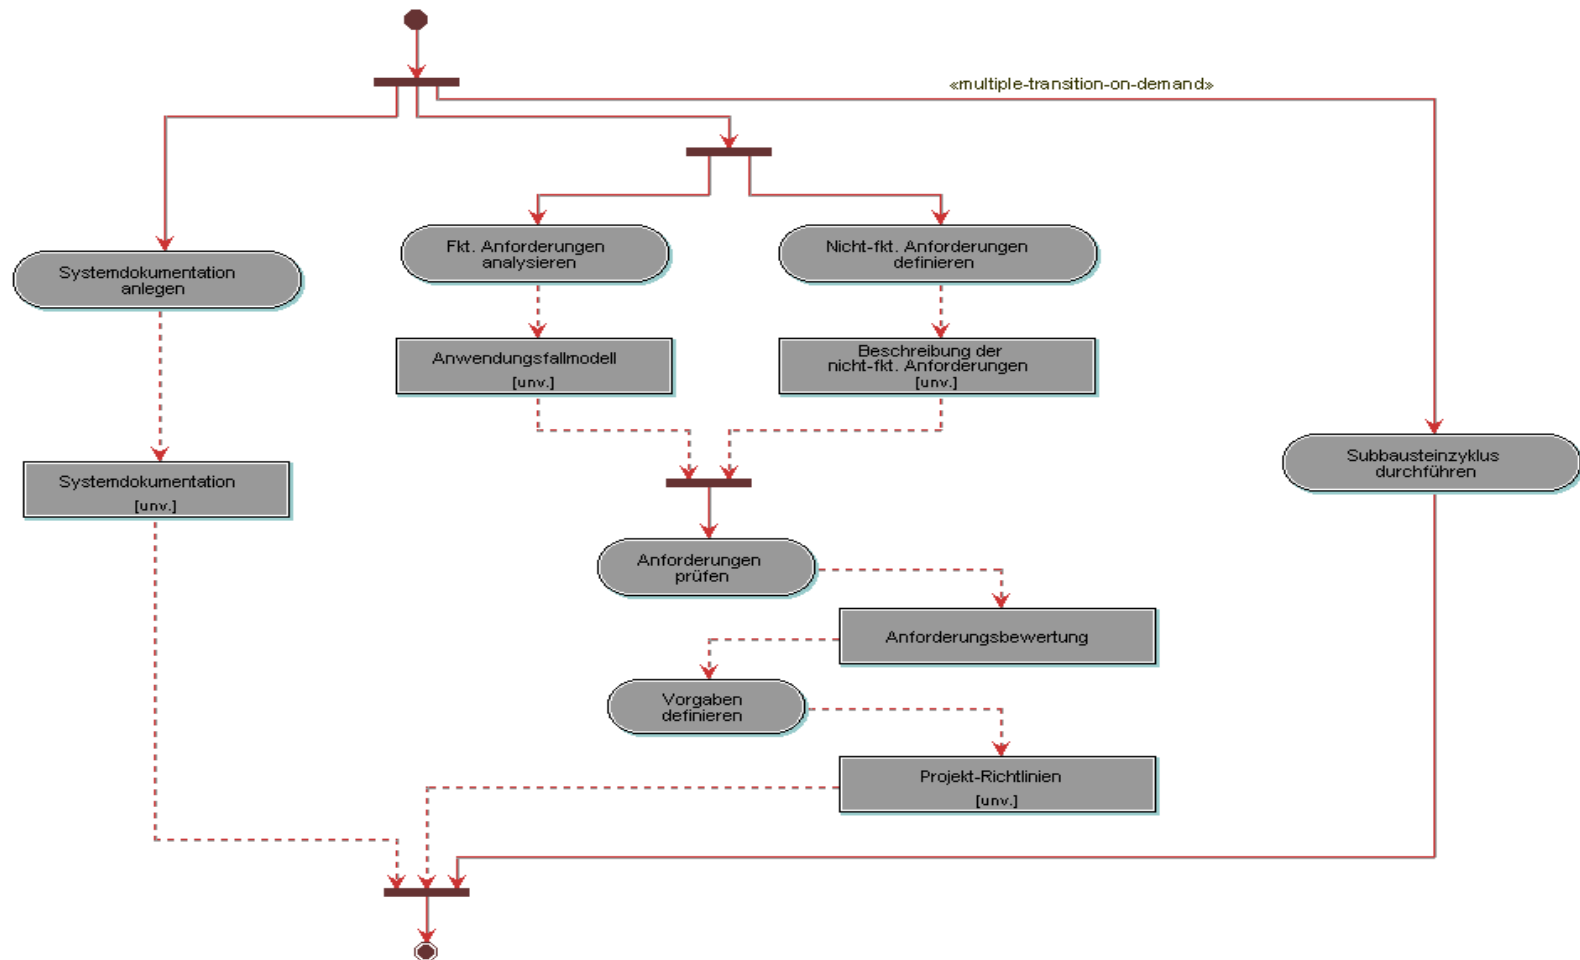 «multiple-transition-on-demand»
Fkt. Anforderungen
analysieren
Nicht-fkt. Anforderungen
definieren
Systemdokumentation
anlegen
Anwendungsfallmodell
[unv.]
Beschreibung der
nicht-fkt. Anforderungen
[unv.]
Systemdokumentation
[unv.]
Subbausteinzyklus
durchführen
Anforderungen
prüfen
Anforderungsbewertung
Vorgaben
definieren
Projekt-Richtlinien
[unv.]